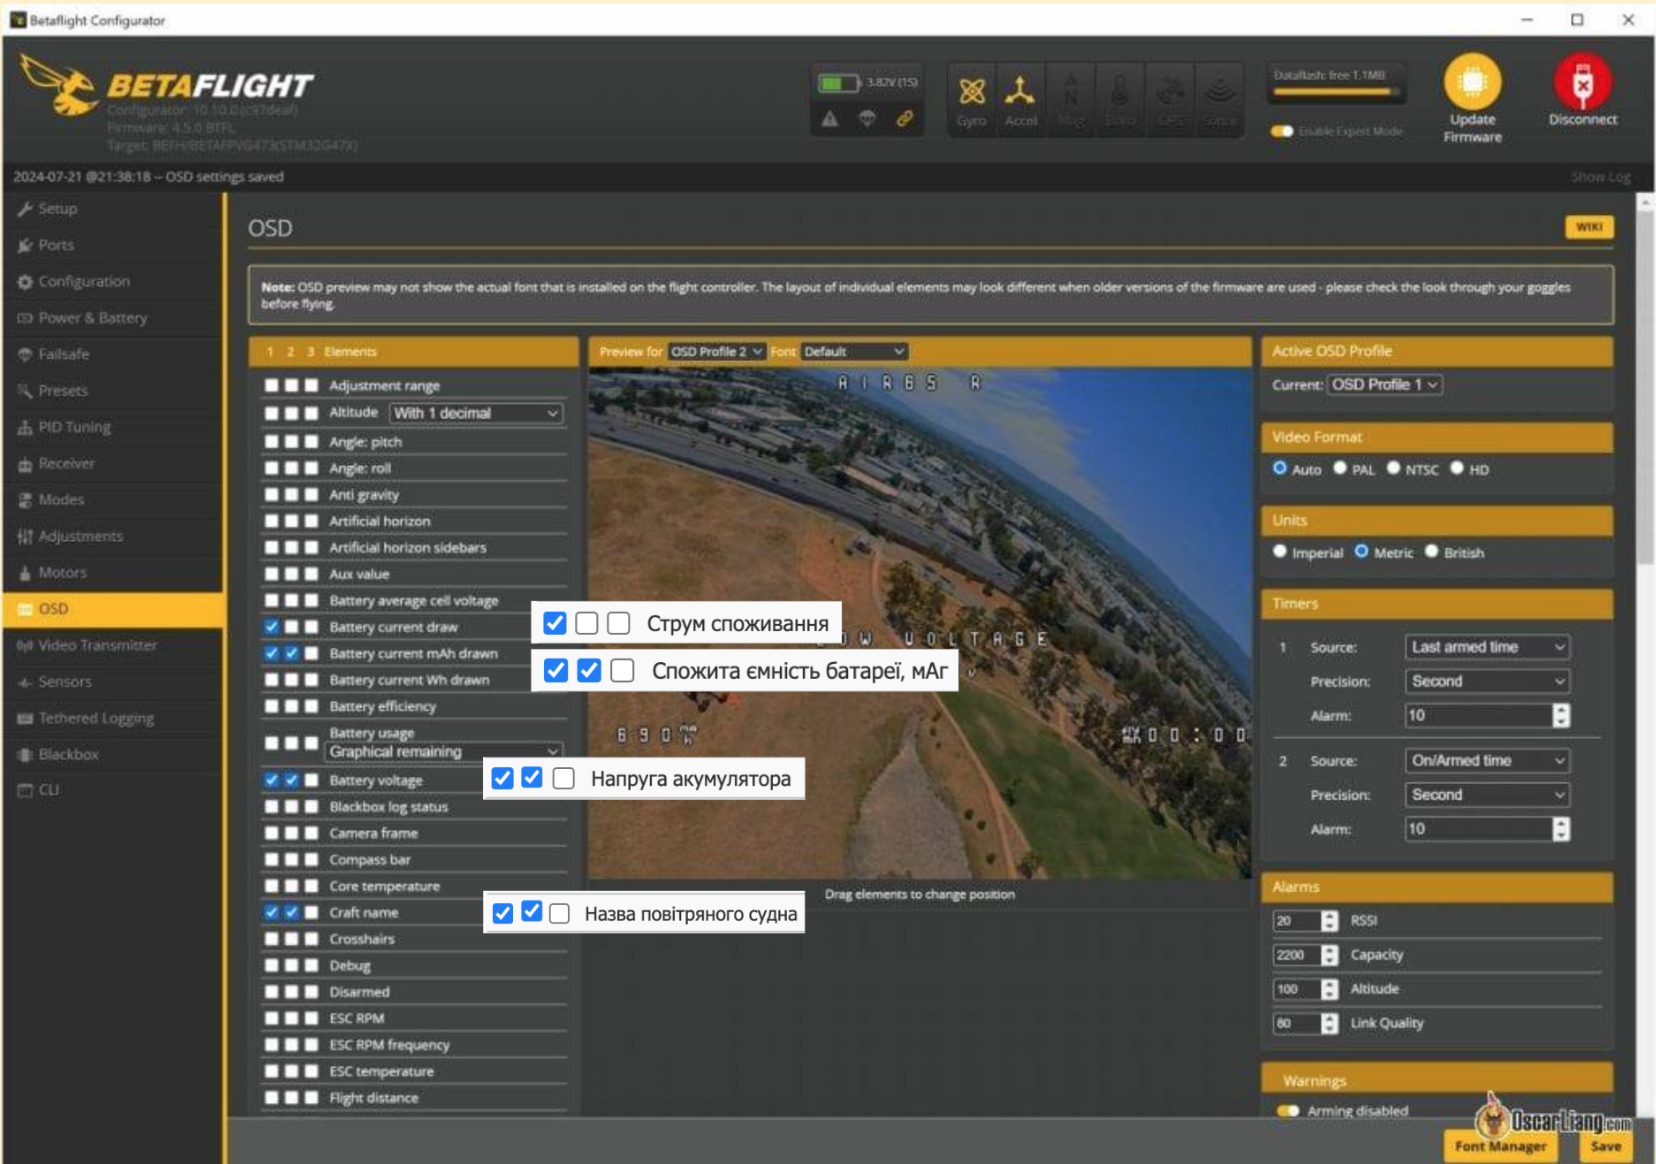 Betaflight Configurator
BETAFLIGHT
Configurator: 10.10.0 (c97deaf)
Firmware: 4.5.0 BTFL
Target: BEFH/BETAFPVG473(STM32G47X)
3.82V (1S)
Gyro Accel Mag Baro GPS Sonar
Dataflash: free 1.1MB
Enable Expert Mode
Update Firmware
Disconnect
2024-07-21 @21:38:18 -- OSD settings saved
Show Log
Setup
Ports
Configuration
Power & Battery
Failsafe
Presets
PID Tuning
Receiver
Modes
Adjustments
Motors
OSD
Video Transmitter
Sensors
Tethered Logging
Blackbox
CLI
OSD
WIKI
Note: OSD preview may not show the actual font that is installed on the flight controller. The layout of individual elements may look different when older versions of the firmware are used - please check the look through your goggles
before flying.
1 2 3 Elements
Adjustment range
Altitude With 1 decimal
Angle: pitch
Angle: roll
Anti gravity
Artificial horizon
Artificial horizon sidebars
Aux value
Battery average cell voltage
Battery current draw
Струм споживання
Battery current mAh drawn
Спожита ємність батареї, мАг
Battery current Wh drawn
Battery efficiency
Battery usage
Graphical remaining
Battery voltage
Напруга акумулятора
Blackbox log status
Camera frame
Compass bar
Core temperature
Craft name
Назва повітряного судна
Crosshairs
Debug
Disarmed
ESC RPM
ESC RPM frequency
ESC temperature
Flight distance
Preview for OSD Profile 2 Font Default
AIR65 R
LOW VOLTAGE
690
00:00
Drag elements to change position
Active OSD Profile
Current: OSD Profile 1
Video Format
Auto PAL NTSC HD
Units
Imperial Metric British
Timers
1 Source: Last armed time
Precision: Second
Alarm: 10
2 Source: On/Armed time
Precision: Second
Alarm: 10
Alarms
20 RSSI
2200 Capacity
100 Altitude
80 Link Quality
Warnings
Arming disabled
OscarLiang.com
Font Manager
Save